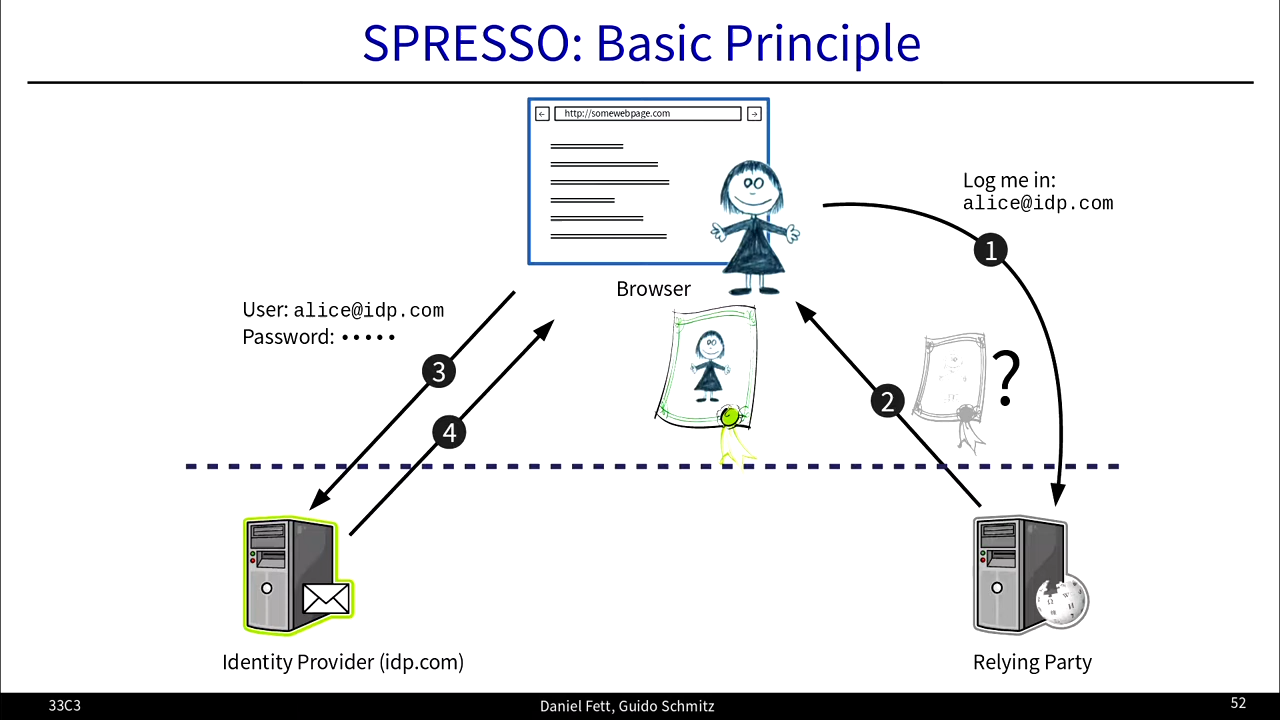 SPRESSO: Basic Principle
http://somewebpage.com
Log me in:
alice@idp.com
1
Browser
User: alice@idp.com
Password: •••••
3
2
?
4
Identity Provider (idp.com)
Relying Party
33C3
Daniel Fett, Guido Schmitz
52